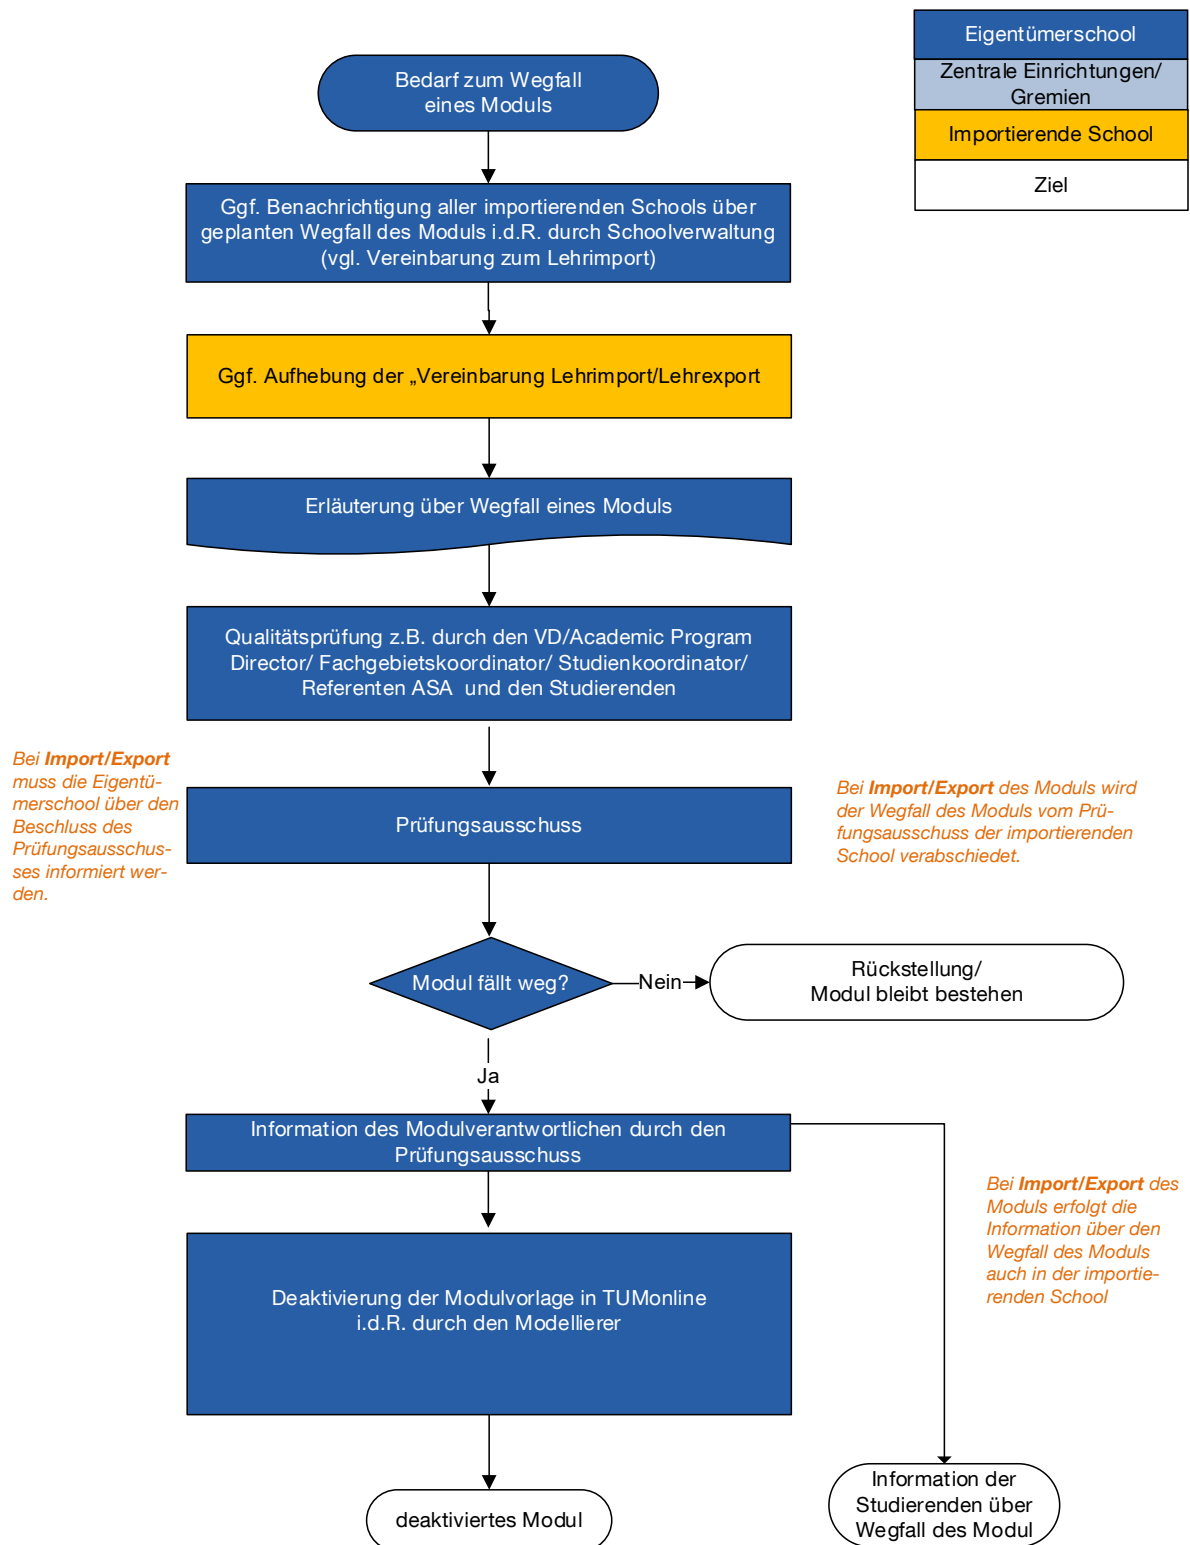 Eigentümerschool
Zentrale Einrichtungen/
Gremien
Importierende School
Ziel
Bedarf zum Wegfall
eines Moduls
Ggf. Benachrichtigung aller importierenden Schools über
geplanten Wegfall des Moduls i.d.R. durch Schoolverwaltung
(vgl. Vereinbarung zum Lehrimport)
Ggf. Aufhebung der „Vereinbarung Lehrimport/Lehrexport
Erläuterung über Wegfall eines Moduls
Qualitätsprüfung z.B. durch den VD/Academic Program
Director/ Fachgebietskoordinator/ Studienkoordinator/
Referenten ASA und den Studierenden
Bei Import/Export
muss die Eigentü-
merschool über den
Beschluss des
Prüfungsausschus-
ses informiert wer-
den.
Prüfungsausschuss
Bei Import/Export des Moduls wird
der Wegfall des Moduls vom Prü-
fungsausschuss der importierenden
School verabschiedet.
Modul fällt weg?
Nein
Rückstellung/
Modul bleibt bestehen
Ja
Information des Modulverantwortlichen durch den
Prüfungsausschuss
Bei Import/Export des
Moduls erfolgt die
Information über den
Wegfall des Moduls
auch in der importie-
renden School
Deaktivierung der Modulvorlage in TUMonline
i.d.R. durch den Modellierer
deaktiviertes Modul
Information der
Studierenden über
Wegfall des Modul